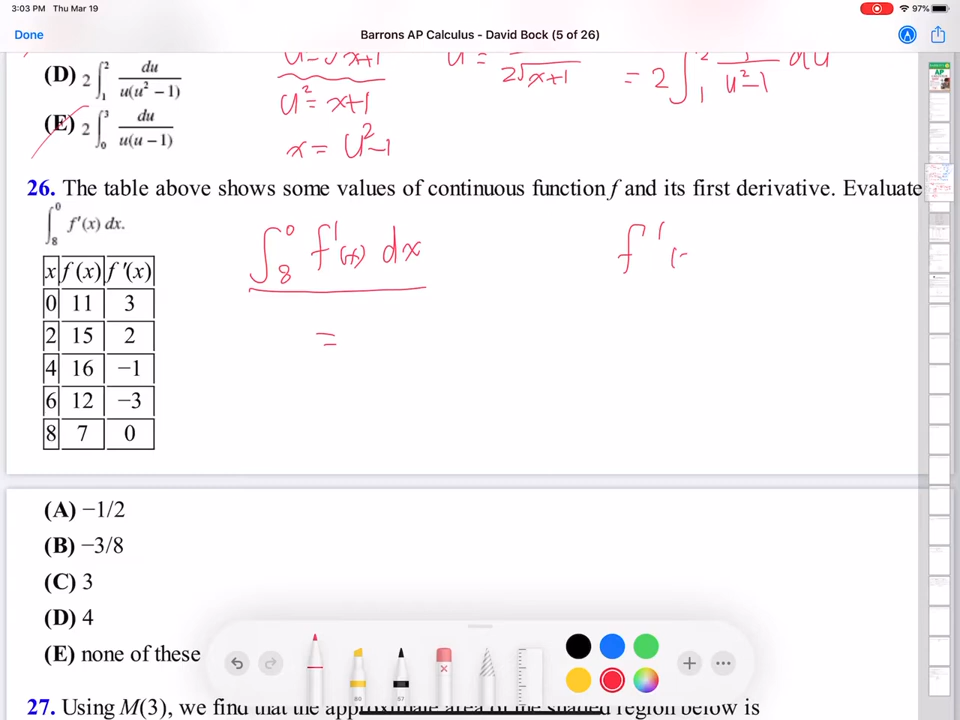 3:03 PM Thu Mar 19
97%
Done
Barrons AP Calculus - David Bock (5 of 26)
(D) 2 ∫₁² du / u(u² − 1)
u² = x+1
2√x+1
= 2 ∫₁ du
u²−1
(E) 2 ∫₀³ du / u(u − 1)
x = u²−1
26. The table above shows some values of continuous function f and its first derivative. Evaluate
∫₈⁰ f′(x) dx.
∫₈⁰ f′(x) dx
f′(
=
x f(x) f′(x)
0 11 3
2 15 2
4 16 −1
6 12 −3
8 7 0
(A) −1/2
(B) −3/8
(C) 3
(D) 4
(E) none of these
27. Using M(3), we find that the approximate area of the shaded region below is